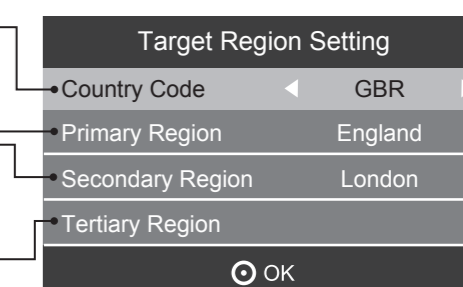 Target Region Setting
Country Code GBR
Primary Region England
Secondary Region London
Tertiary Region
OK